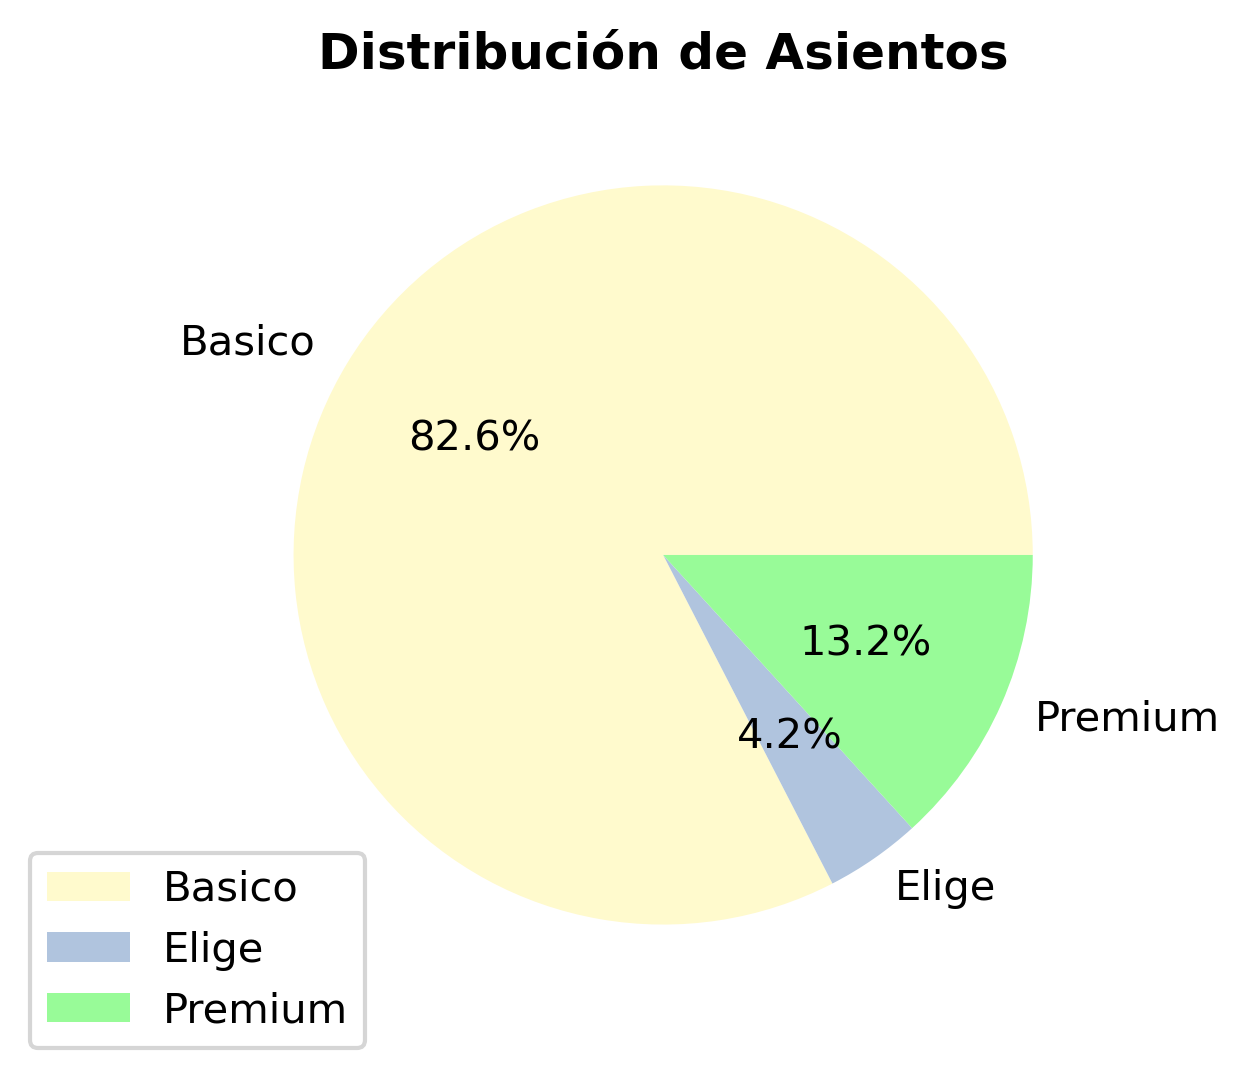 Distribución de Asientos
Basico
82.6%
13.2%
Premium
4.2%
Elige
Basico
Elige
Premium